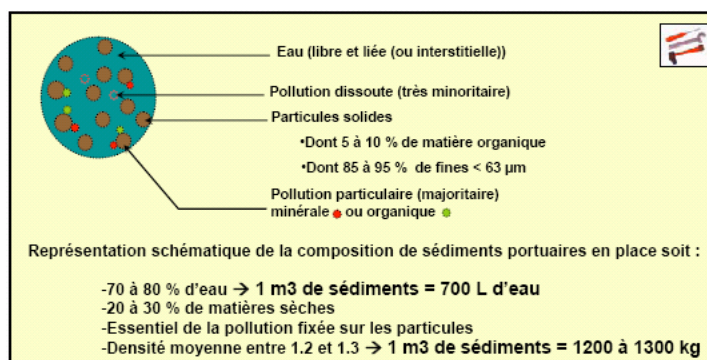 Eau (libre et liée (ou interstitielle))
Pollution dissoute (très minoritaire)
Particules solides
•Dont 5 à 10 % de matière organique
•Dont 85 à 95 % de fines < 63 µm
Pollution particulaire (majoritaire)
minérale ou organique
Représentation schématique de la composition de sédiments portuaires en place soit :
-70 à 80 % d'eau → 1 m3 de sédiments = 700 L d'eau
-20 à 30 % de matières sèches
-Essentiel de la pollution fixée sur les particules
-Densité moyenne entre 1.2 et 1.3 → 1 m3 de sédiments = 1200 à 1300 kg